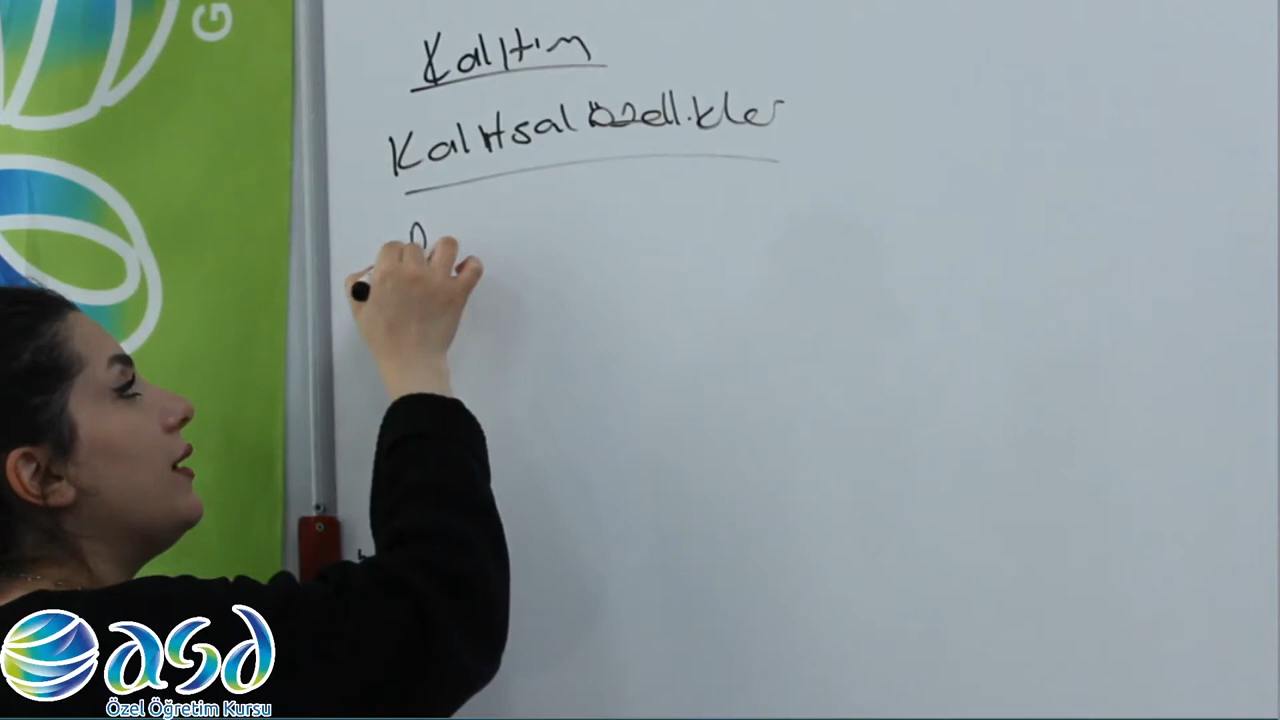 G
Kalıtım
Kalıtsal özellikler
asd
Özel Öğretim Kursu